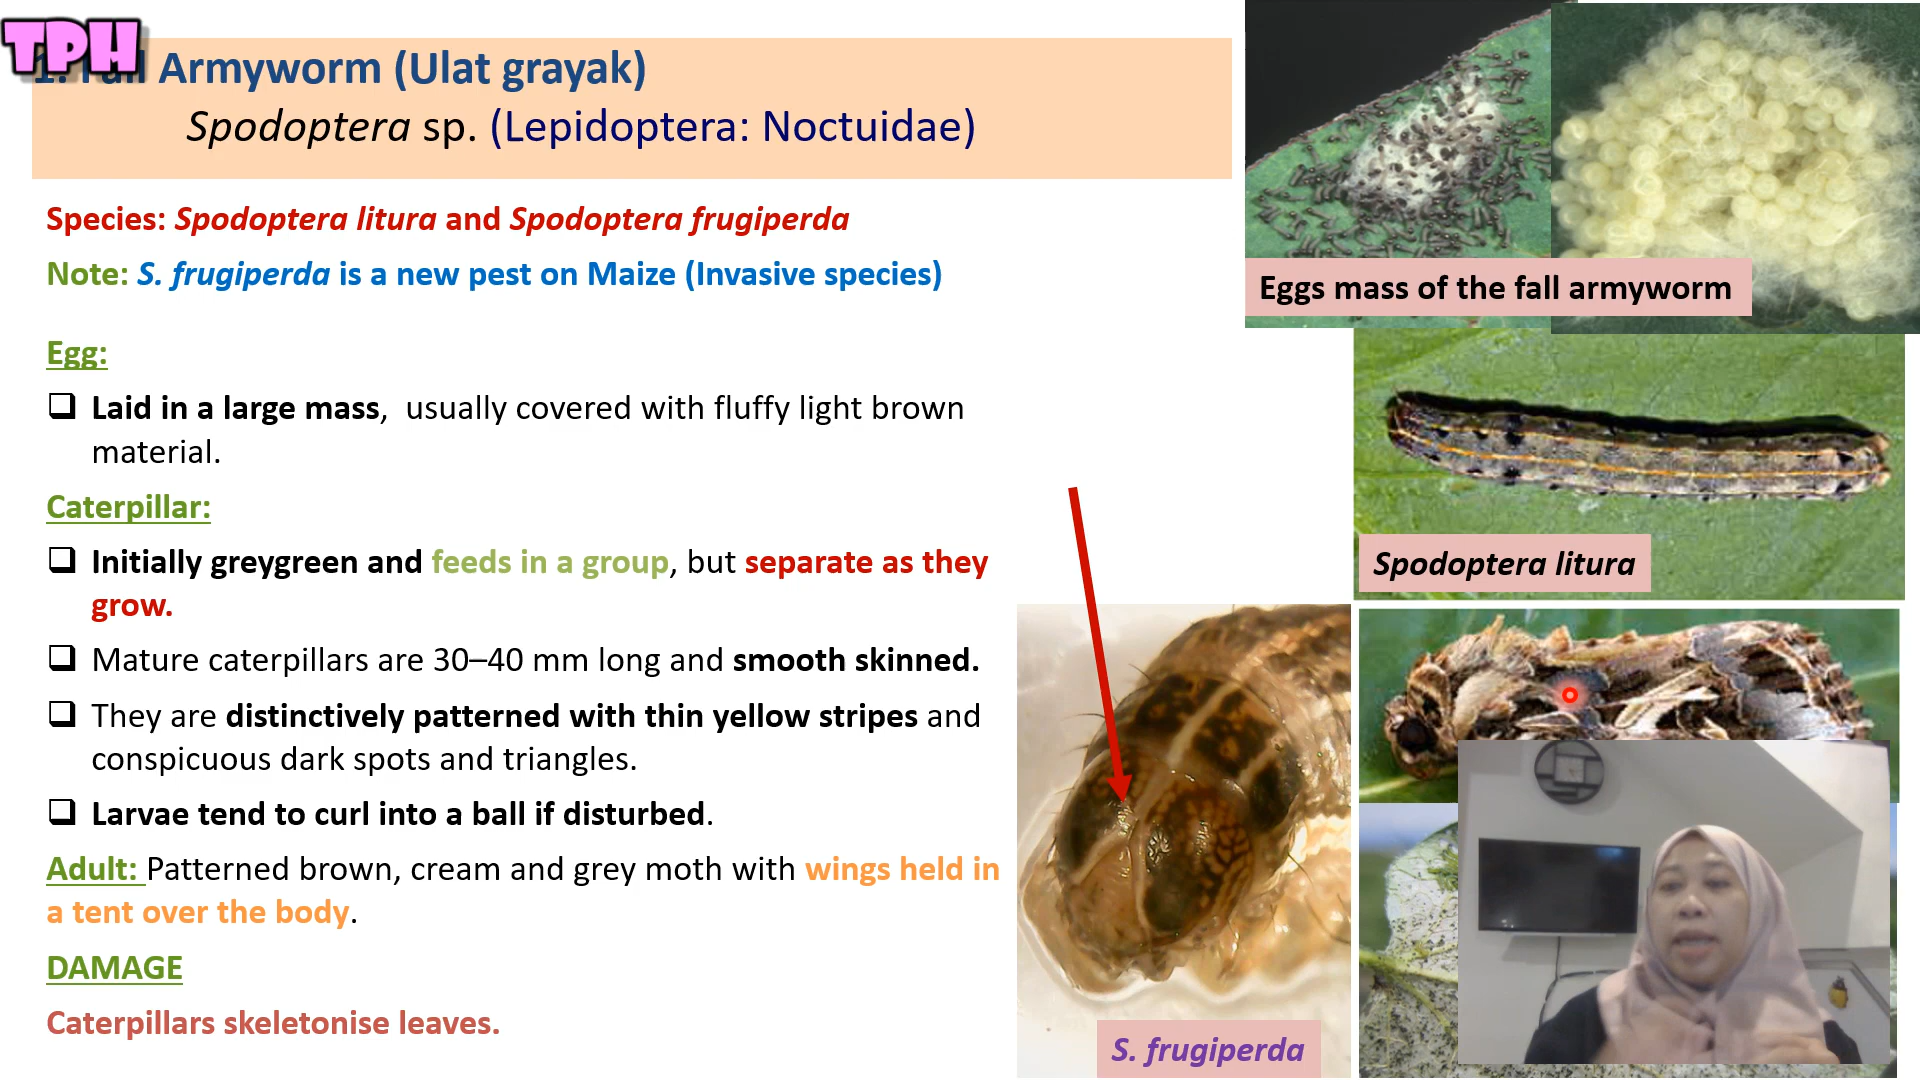 TPH
1. Fall Armyworm (Ulat grayak)
Spodoptera sp. (Lepidoptera: Noctuidae)
Species: Spodoptera litura and Spodoptera frugiperda
Note: S. frugiperda is a new pest on Maize (Invasive species)
Egg:
Laid in a large mass, usually covered with fluffy light brown
material.
Caterpillar:
Initially greygreen and feeds in a group, but separate as they
grow.
Mature caterpillars are 30–40 mm long and smooth skinned.
They are distinctively patterned with thin yellow stripes and
conspicuous dark spots and triangles.
Larvae tend to curl into a ball if disturbed.
Adult: Patterned brown, cream and grey moth with wings held in
a tent over the body.
DAMAGE
Caterpillars skeletonise leaves.
Eggs mass of the fall armyworm
Spodoptera litura
S. frugiperda